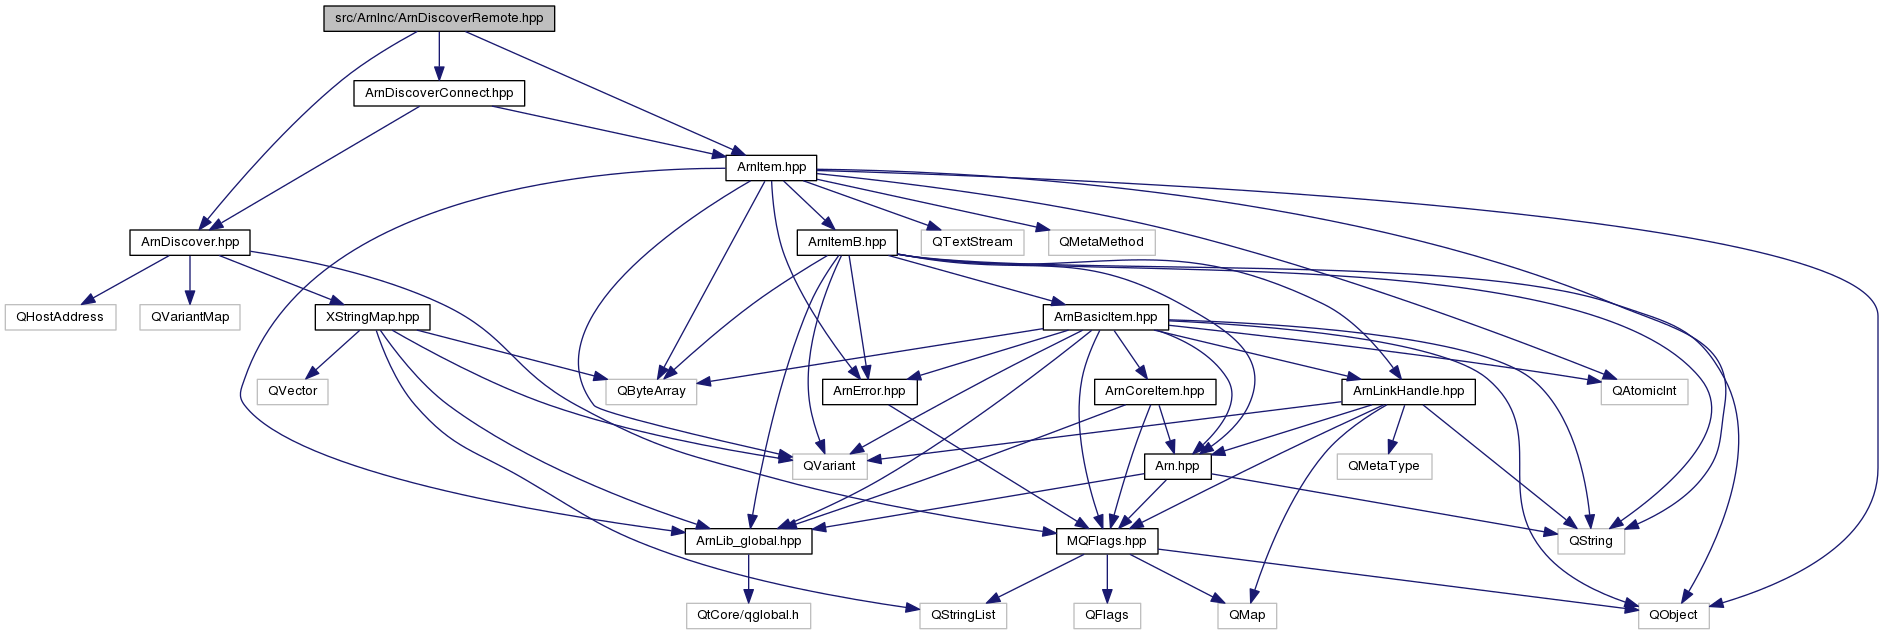 src/ArnInc/ArnDiscoverRemote.hpp
ArnDiscoverConnect.hpp
ArnItem.hpp
ArnDiscover.hpp
ArnItemB.hpp
QTextStream
QMetaMethod
QHostAddress
QVariantMap
XStringMap.hpp
ArnBasicItem.hpp
QVector
QByteArray
ArnError.hpp
ArnCoreItem.hpp
ArnLinkHandle.hpp
QAtomicInt
QVariant
Arn.hpp
QMetaType
ArnLib_global.hpp
MQFlags.hpp
QString
QtCore/qglobal.h
QStringList
QFlags
QMap
QObject